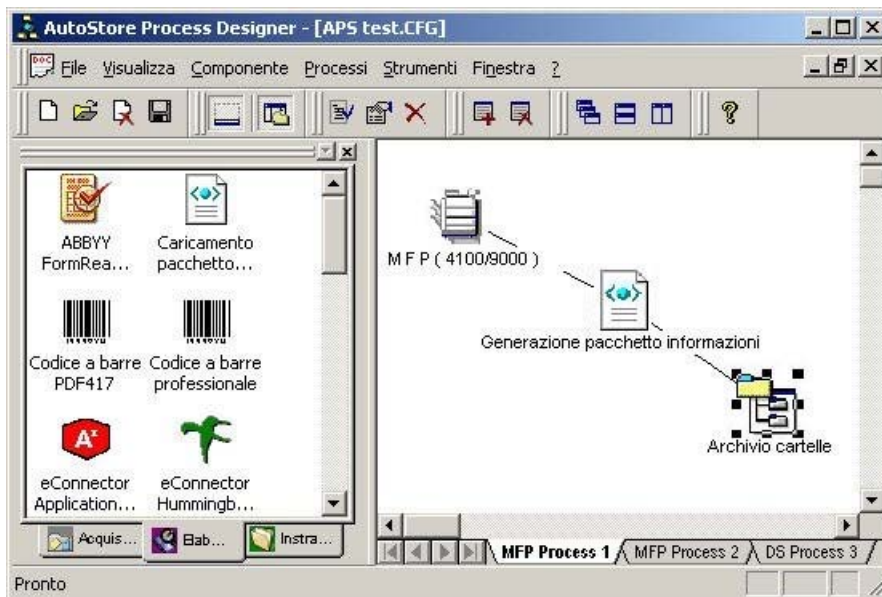 AutoStore Process Designer - [APS test.CFG]
File Visualizza Componente Processi Strumenti Finestra ?
ABBYY
FormRea...
Caricamento
pacchetto...
Codice a barre
PDF417
Codice a barre
professionale
eConnector
Application...
eConnector
Hummingb...
Acquis...
Elab...
Instra...
M F P ( 4100/9000 )
Generazione pacchetto informazioni
Archivio cartelle
MFP Process 1
MFP Process 2
DS Process 3
Pronto